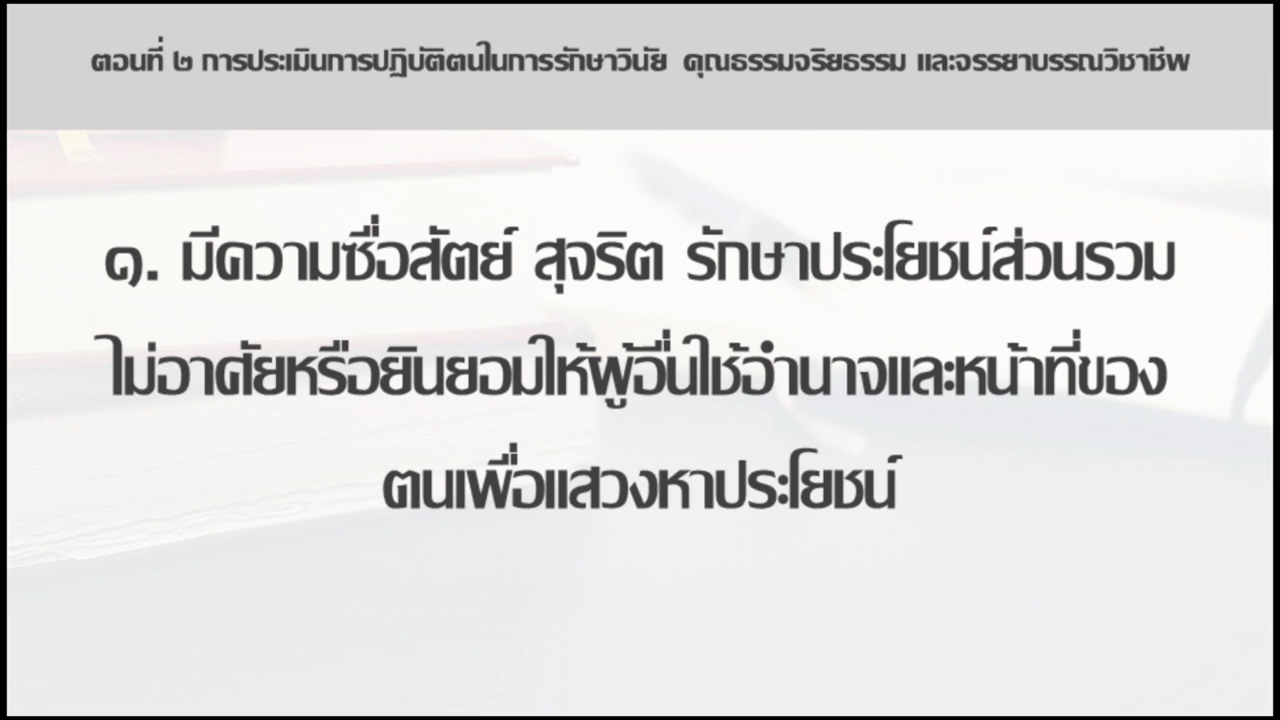 ตอนที่ ๒ การประเมินการปฏิบัติตนในการรักษาวินัย คุณธรรมจริยธรรม และจรรยาบรรณวิชาชีพ
๑. มีความซื่อสัตย์ สุจริต รักษาประโยชน์ส่วนรวม
ไม่อาศัยหรือยินยอมให้ผู้อื่นใช้อำนาจและหน้าที่ของ
ตนเพื่อแสวงหาประโยชน์